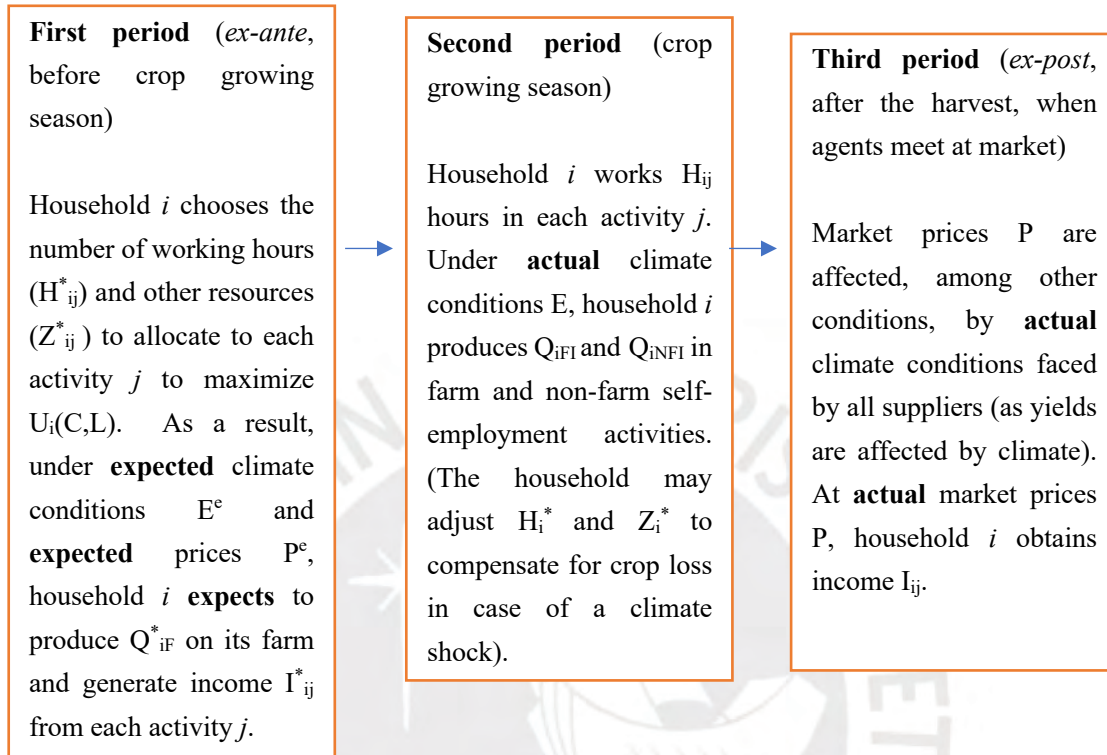 First period (ex-ante,
before crop growing
season)
Household i chooses the
number of working hours
(H*ij) and other resources
(Z*ij ) to allocate to each
activity j to maximize
Ui(C,L). As a result,
under expected climate
conditions Ee and
expected prices Pe,
household i expects to
produce Q*iF on its farm
and generate income I*ij
from each activity j.
Second period (crop
growing season)
Household i works Hij
hours in each activity j.
Under actual climate
conditions E, household i
produces QiFI and QiNFI in
farm and non-farm self-
employment activities.
(The household may
adjust Hi* and Zi* to
compensate for crop loss
in case of a climate
shock).
Third period (ex-post,
after the harvest, when
agents meet at market)
Market prices P are
affected, among other
conditions, by actual
climate conditions faced
by all suppliers (as yields
are affected by climate).
At actual market prices
P, household i obtains
income Iij.